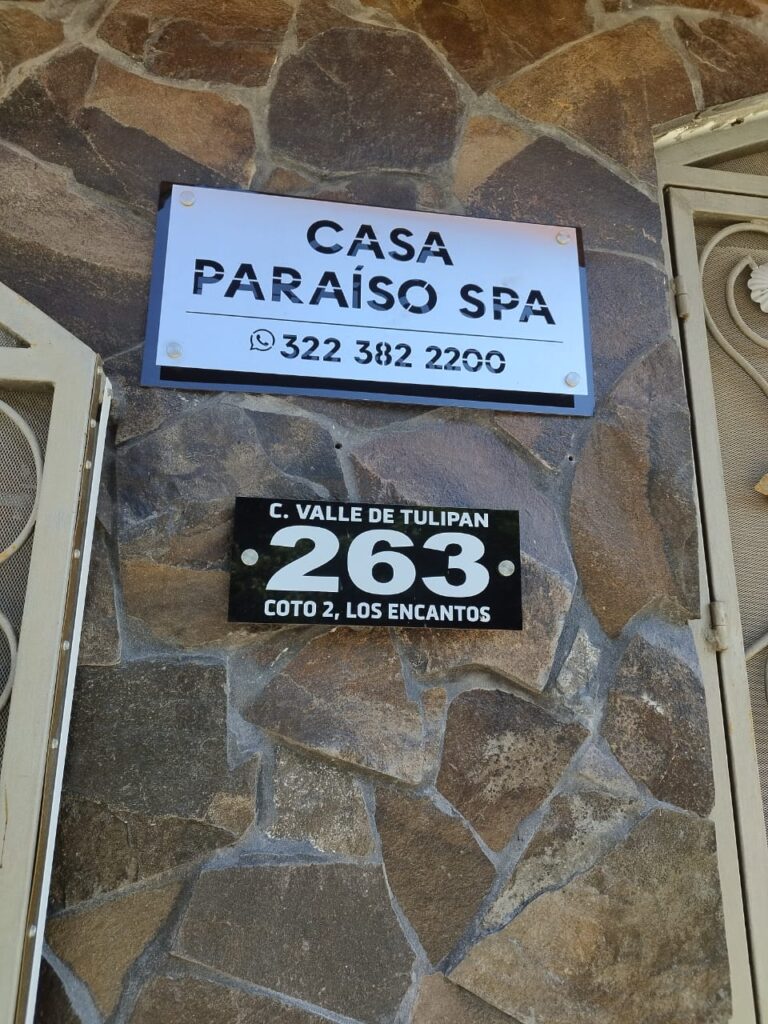 CASA
PARAÍSO SPA
322 382 2200
C. VALLE DE TULIPAN
263
COTO 2, LOS ENCANTOS